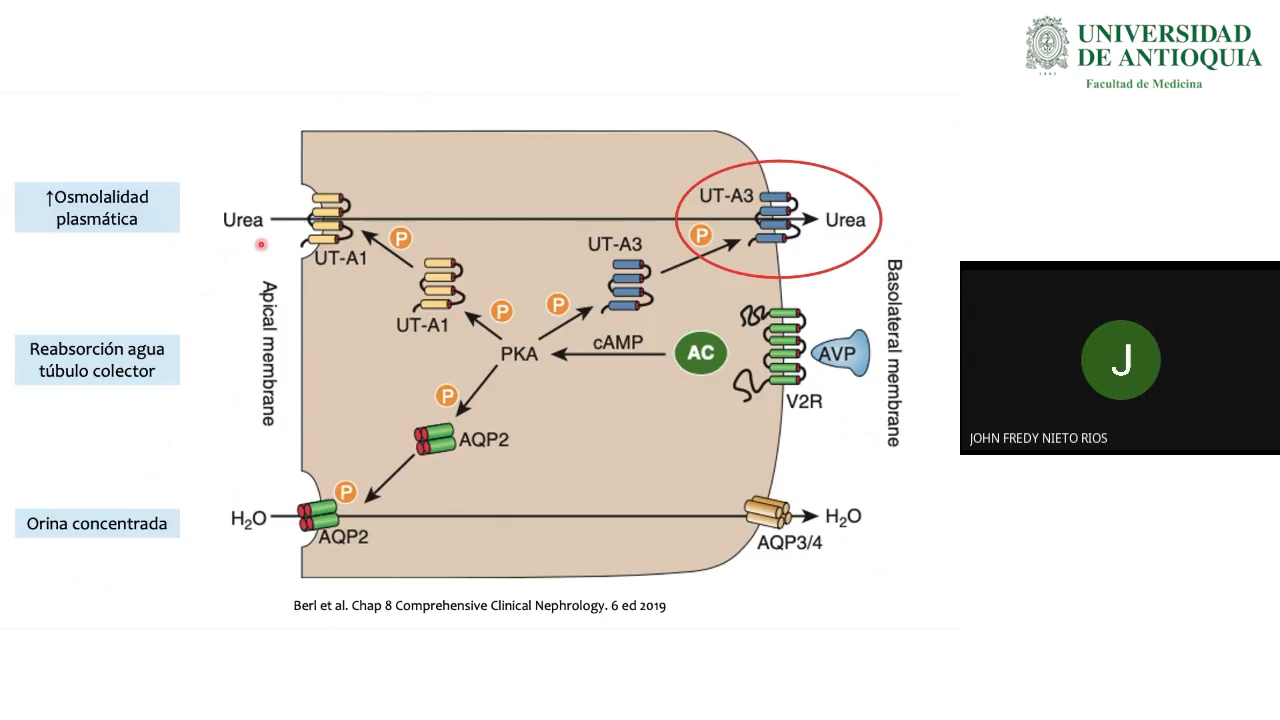 UNIVERSIDAD
DE ANTIOQUIA
1803
Facultad de Medicina
↑Osmolalidad
plasmática
Reabsorción agua
túbulo colector
Orina concentrada
Urea
UT-A1
P
UT-A1
P
P
UT-A3
P
UT-A3
Urea
Apical membrane
PKA
cAMP
AC
AVP
V2R
Basolateral membrane
P
AQP2
P
H₂O
AQP2
AQP3/4
H₂O
Berl et al. Chap 8 Comprehensive Clinical Nephrology. 6 ed 2019
J
JOHN FREDY NIETO RIOS